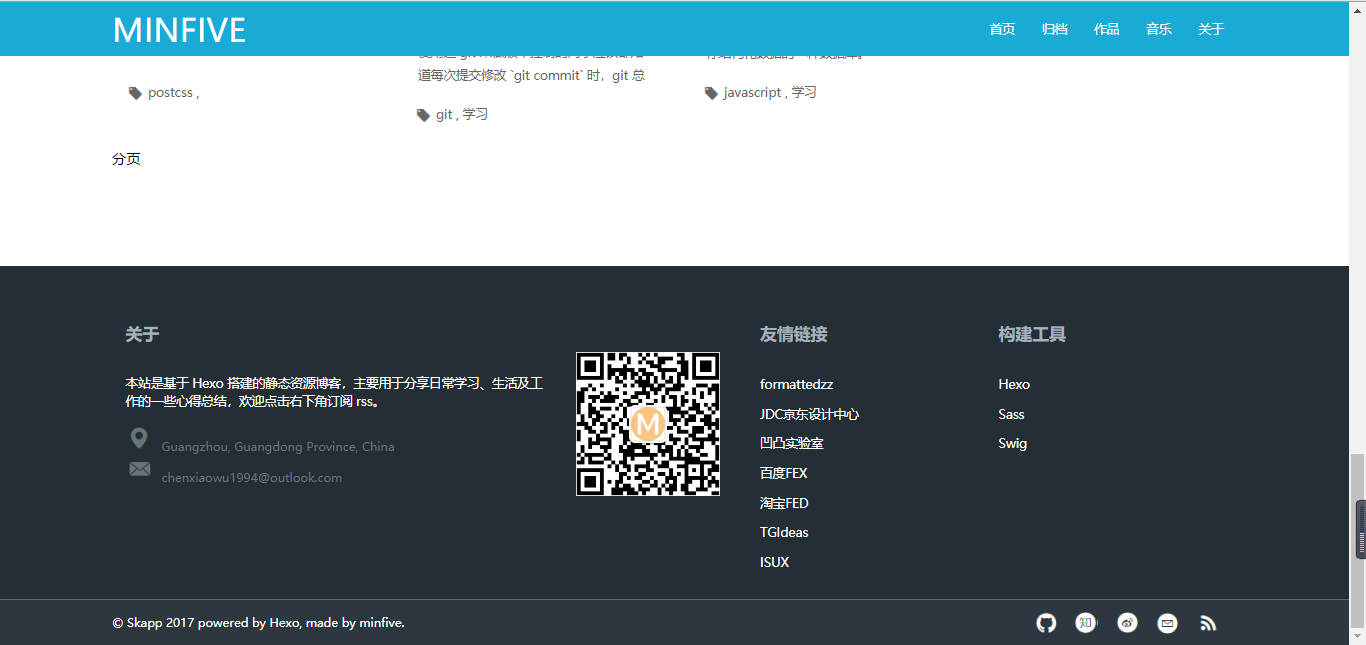 MINFIVE
首页 归档 作品 音乐 关于
道每次提交修改 `git commit` 时，git 总
postcss ,
javascript , 学习
git , 学习
分页
关于
本站是基于 Hexo 搭建的静态资源博客，主要用于分享日常学习、生活及工
作的一些心得总结，欢迎点击右下角订阅 rss。
Guangzhou, Guangdong Province, China
chenxiaowu1994@outlook.com
M
友情链接
formattedzz
JDC京东设计中心
凹凸实验室
百度FEX
淘宝FED
TGIdeas
ISUX
构建工具
Hexo
Sass
Swig
© Skapp 2017 powered by Hexo, made by minfive.
知